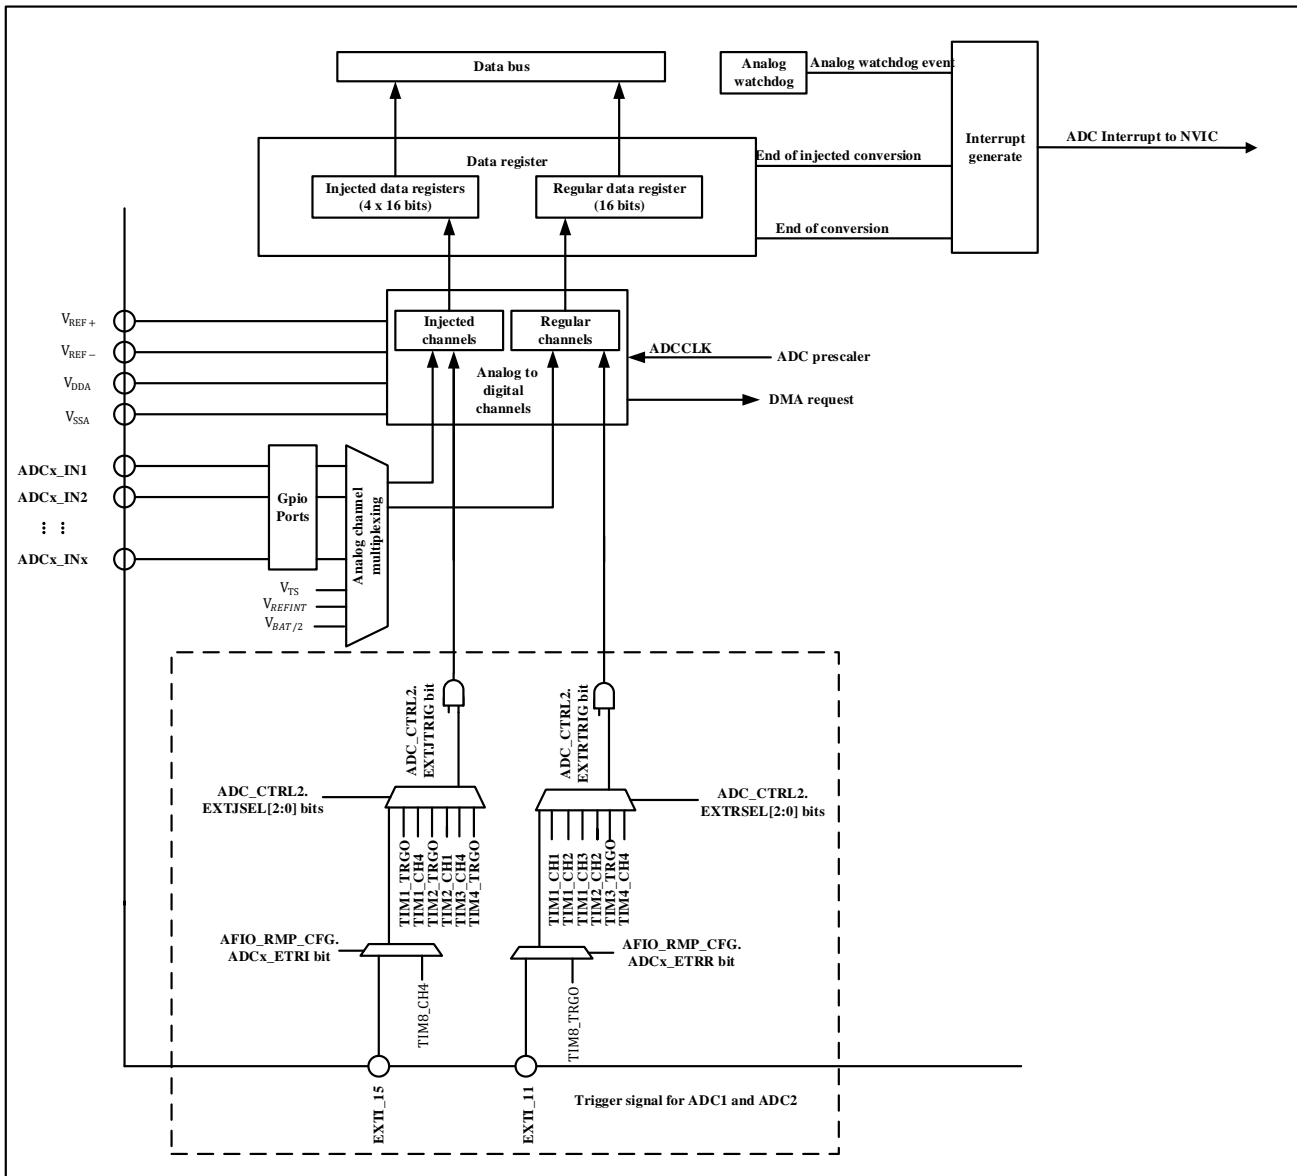 Data bus
Analog
watchdog
Analog watchdog event
Interrupt
generate
ADC Interrupt to NVIC
Data register
End of injected conversion
Injected data registers
(4 x 16 bits)
Regular data register
(16 bits)
End of conversion
VREF+
VREF−
VDDA
VSSA
Injected
channels
Regular
channels
Analog to
digital
channels
ADCCLK
ADC prescaler
DMA request
ADCx_IN1
ADCx_IN2
⋮ ⋮
ADCx_INx
Gpio
Ports
Analog channel
multiplexing
VTS
VREFINT
VBAT/2
ADC_CTRL2.
EXTJTRIG bit
ADC_CTRL2.
EXTRTRIG bit
ADC_CTRL2.
EXTJSEL[2:0] bits
ADC_CTRL2.
EXTRSEL[2:0] bits
TIM1_TRGO
TIM1_CH4
TIM2_TRGO
TIM2_CH1
TIM3_CH4
TIM4_TRGO
TIM1_CH1
TIM1_CH2
TIM1_CH3
TIM2_CH2
TIM3_TRGO
TIM4_CH4
AFIO_RMP_CFG.
ADCx_ETRI bit
AFIO_RMP_CFG.
ADCx_ETRR bit
TIM8_CH4
TIM8_TRGO
EXTI_15
EXTI_11
Trigger signal for ADC1 and ADC2